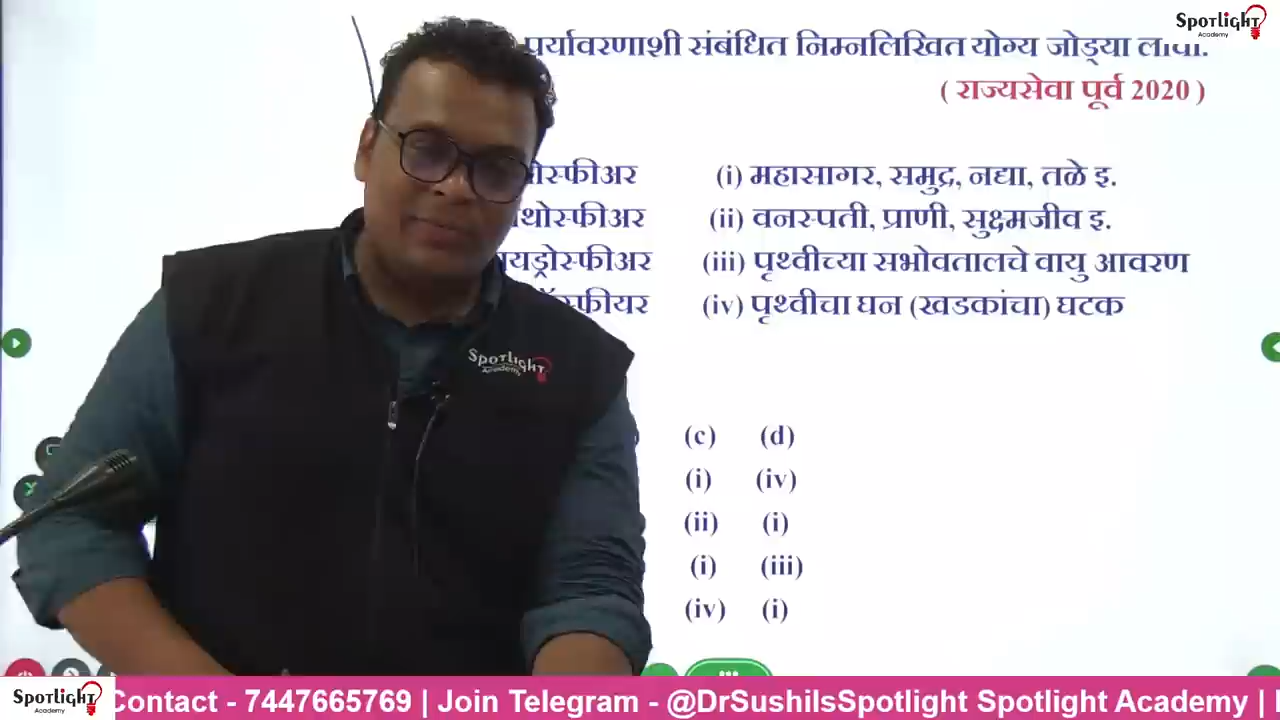 SPOTLIGHT
Academy
पर्यावरणाशी संबंधित निम्नलिखित योग्य जोड्या लावा.
( राज्यसेवा पूर्व 2020 )
(i) महासागर, समुद्र, नद्या, तळे इ.
(ii) वनस्पती, प्राणी, सुक्ष्मजीव इ.
(iii) पृथ्वीच्या सभोवतालचे वायु आवरण
(iv) पृथ्वीचा घन (खडकांचा) घटक
SPOTLIGHT
Academy
(c) (d)
(i) (iv)
(ii) (i)
(i) (iii)
(iv) (i)
SPOTLIGHT
Academy
Contact - 7447665769 | Join Telegram - @DrSushilsSpotlight Spotlight Academy |